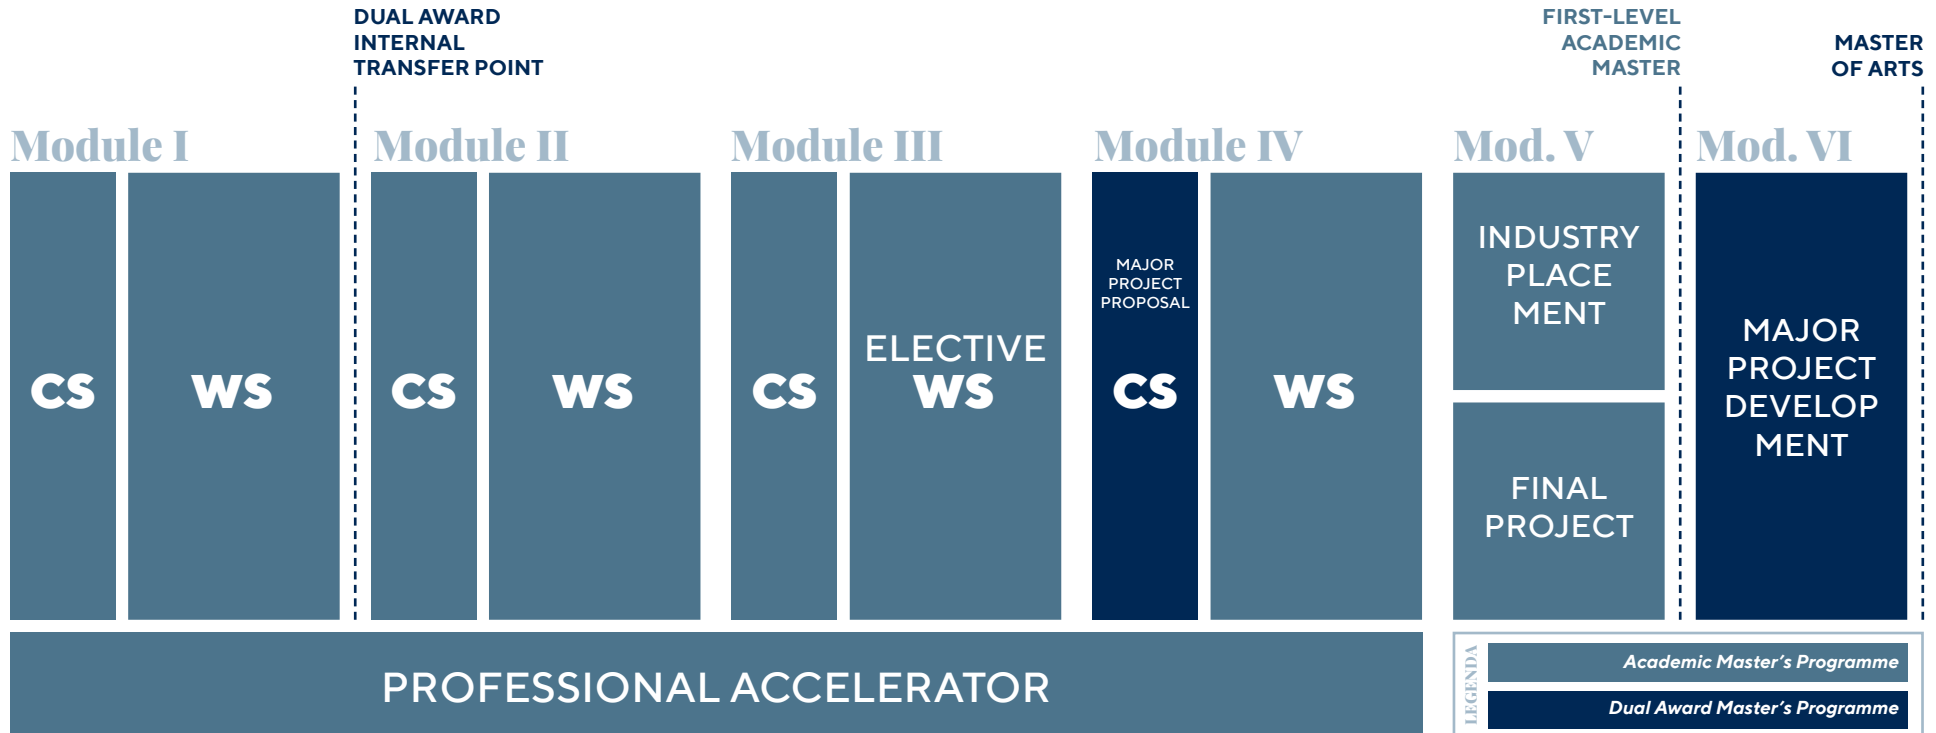 DUAL AWARD
INTERNAL
TRANSFER POINT
FIRST-LEVEL
ACADEMIC
MASTER
MASTER
OF ARTS
Module I
Module II
Module III
Module IV
Mod. V
Mod. VI
CS
WS
CS
WS
CS
ELECTIVE
WS
MAJOR
PROJECT
PROPOSAL
CS
WS
INDUSTRY
PLACE
MENT
FINAL
PROJECT
MAJOR
PROJECT
DEVELOP
MENT
PROFESSIONAL ACCELERATOR
LEGENDA
Academic Master's Programme
Dual Award Master's Programme